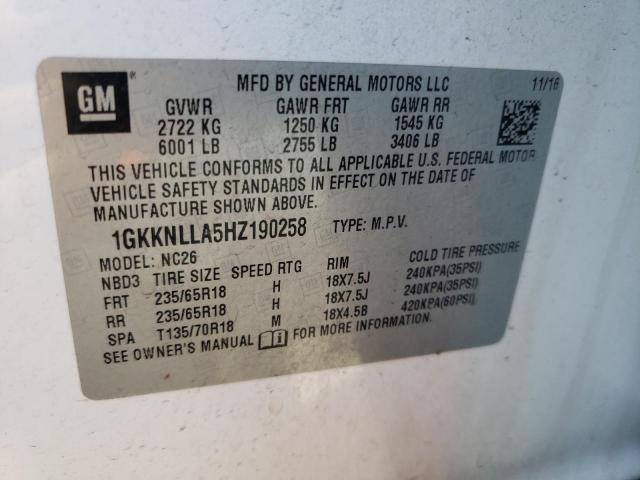 GM
MFD BY GENERAL MOTORS LLC 11/16
GVWR GAWR FRT GAWR RR
2722 KG 1250 KG 1545 KG
6001 LB 2755 LB 3406 LB
THIS VEHICLE CONFORMS TO ALL APPLICABLE U.S. FEDERAL MOTOR
VEHICLE SAFETY STANDARDS IN EFFECT ON THE DATE OF
MANUFACTURE SHOWN ABOVE.
1GKKNLLA5HZ190258 TYPE: M.P.V.
MODEL: NC26
NBD3 TIRE SIZE SPEED RTG RIM COLD TIRE PRESSURE
FRT 235/65R18 H 18X7.5J 240KPA(35PSI)
RR 235/65R18 H 18X7.5J 240KPA(35PSI)
SPA T135/70R18 M 18X4.5B 420KPA(60PSI)
SEE OWNER'S MANUAL FOR MORE INFORMATION.